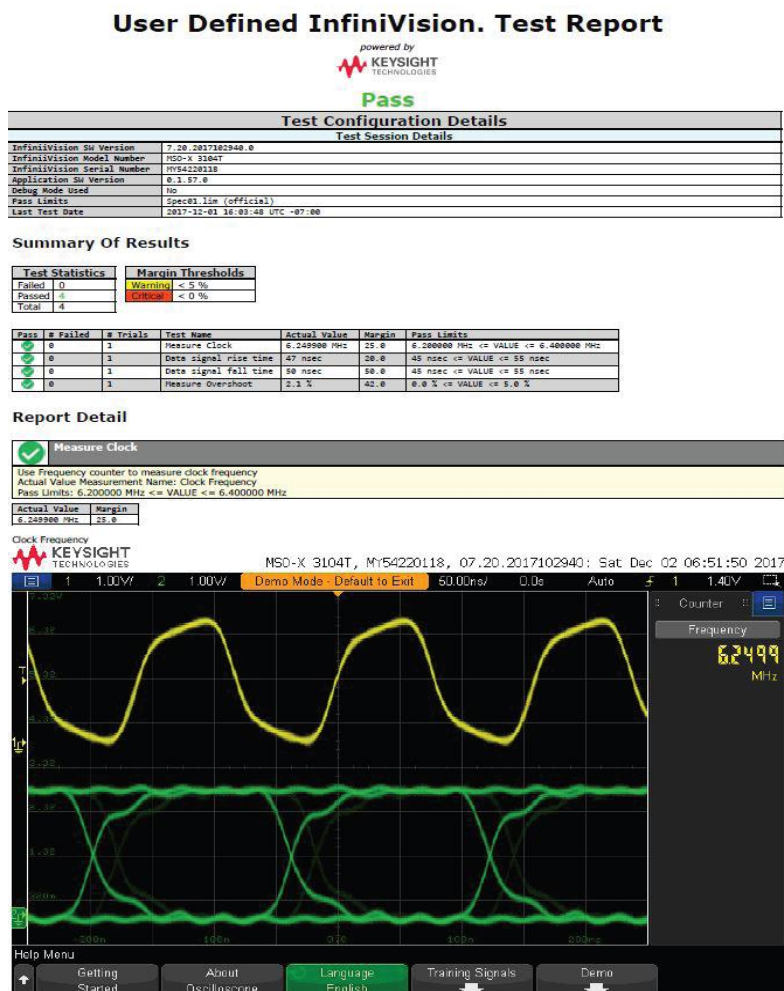 User Defined InfiniVision. Test Report
powered by
KEYSIGHT
TECHNOLOGIES
Pass
Test Configuration Details
Test Session Details
InfiniiVision SW Version 7.20.2017102940.0
InfiniiVision Model Number MSO-X 3104T
InfiniiVision Serial Number MY54220118
Application SW Version 0.1.57.0
Debug Mode Used No
Pass Limits Spec01.lim (official)
Last Test Date 2017-12-01 16:03:48 UTC -07:00
Summary Of Results
Test Statistics
Failed 0
Passed 4
Total 4
Margin Thresholds
Warning < 5 %
Critical < 0 %
Pass # Failed # Trials Test Name Actual Value Margin Pass Limits
0 1 Measure Clock 6.249900 MHz 25.0 6.200000 MHz <= VALUE <= 6.400000 MHz
0 1 Data signal rise time 47 nsec 20.0 45 nsec <= VALUE <= 55 nsec
0 1 Data signal fall time 50 nsec 50.0 45 nsec <= VALUE <= 55 nsec
0 1 Measure Overshoot 2.1 % 42.0 0.0 % <= VALUE <= 5.0 %
Report Detail
Measure Clock
Use Frequency counter to measure clock frequency
Actual Value Measurement Name: Clock Frequency
Pass Limits: 6.200000 MHz <= VALUE <= 6.400000 MHz
Actual Value Margin
6.249900 MHz 25.0
Clock Frequency
KEYSIGHT
TECHNOLOGIES
MSO-X 3104T, MY54220118, 07.20.2017102940: Sat Dec 02 06:51:50 2017
1 1.00V/ 2 1.00V/ Demo Mode - Default to Exit 50.00ns/ 0.0s Auto 1 1.40V
Counter
Frequency
6.2499
MHz
Help Menu
Getting Started
About Oscilloscope
Language English
Training Signals
Demo